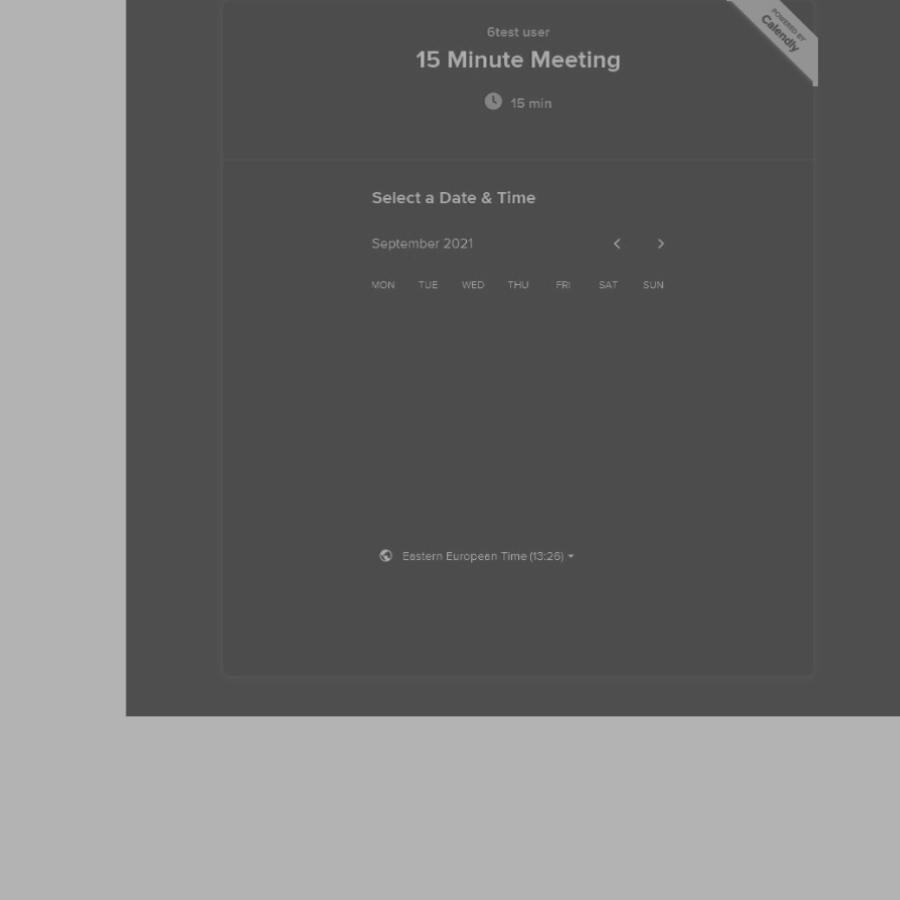 6test user
15 Minute Meeting
15 min
POWERED BY
Calendly
Select a Date & Time
September 2021
MON TUE WED THU FRI SAT SUN
Eastern European Time (13:26)